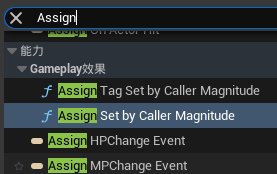 Assign
Assign On Actor Hit
能力
Gameplay效果
Assign Tag Set by Caller Magnitude
Assign Set by Caller Magnitude
Assign HPChange Event
Assign MPChange Event